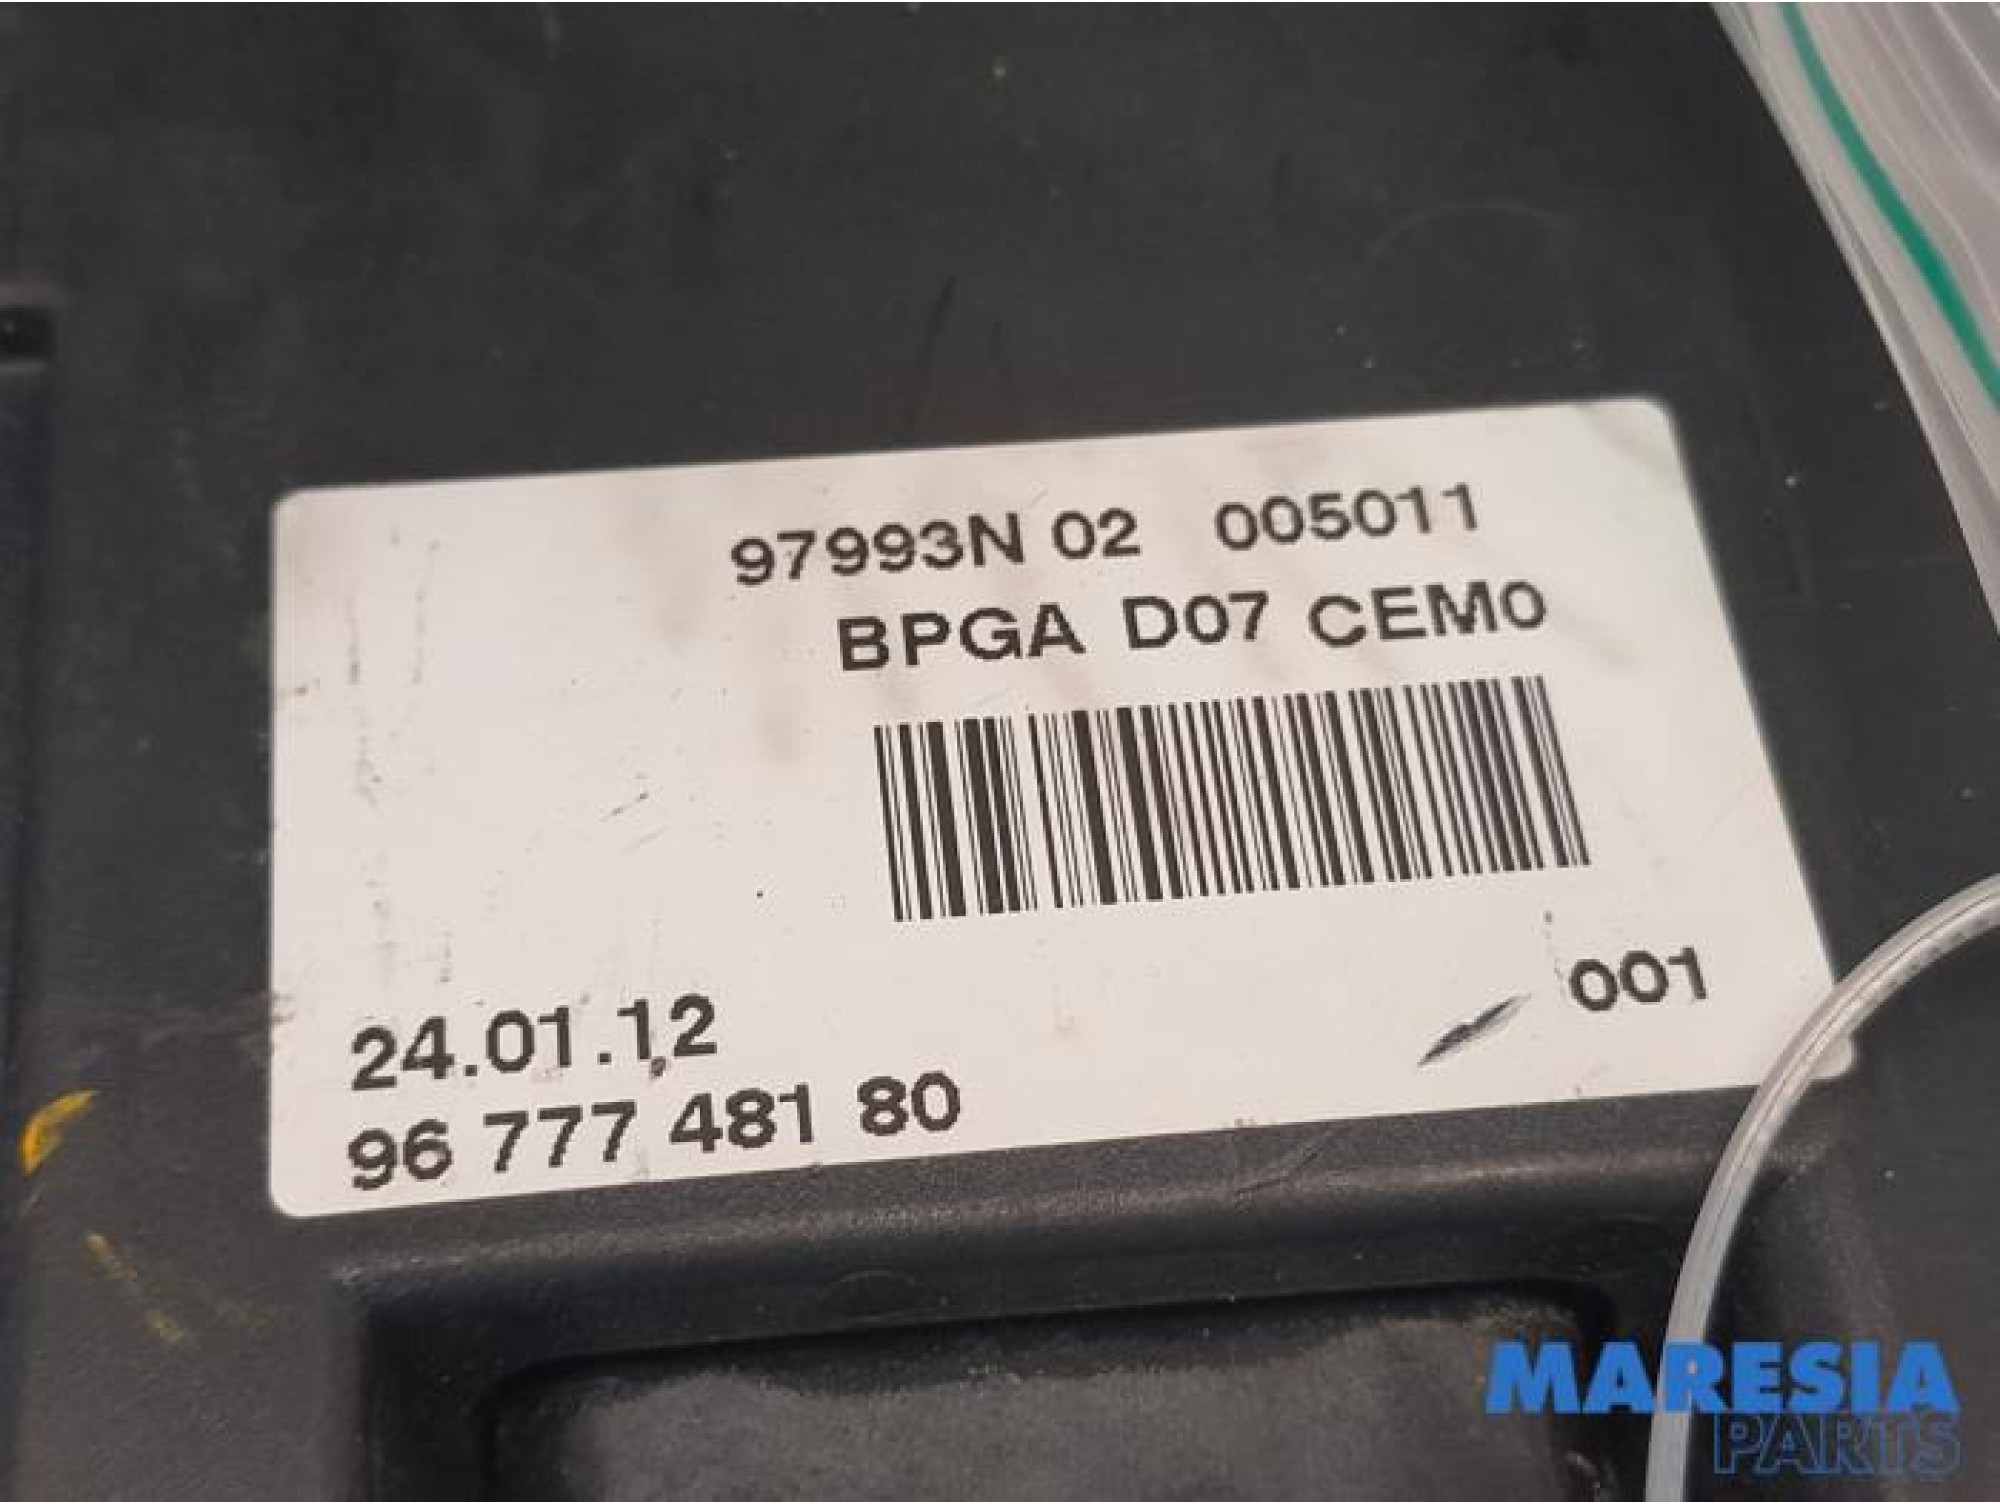 97993N 02 005011
BPGA D07 CEM0
001
24.01.12
96 777 481 80
MARESIA
PARTS